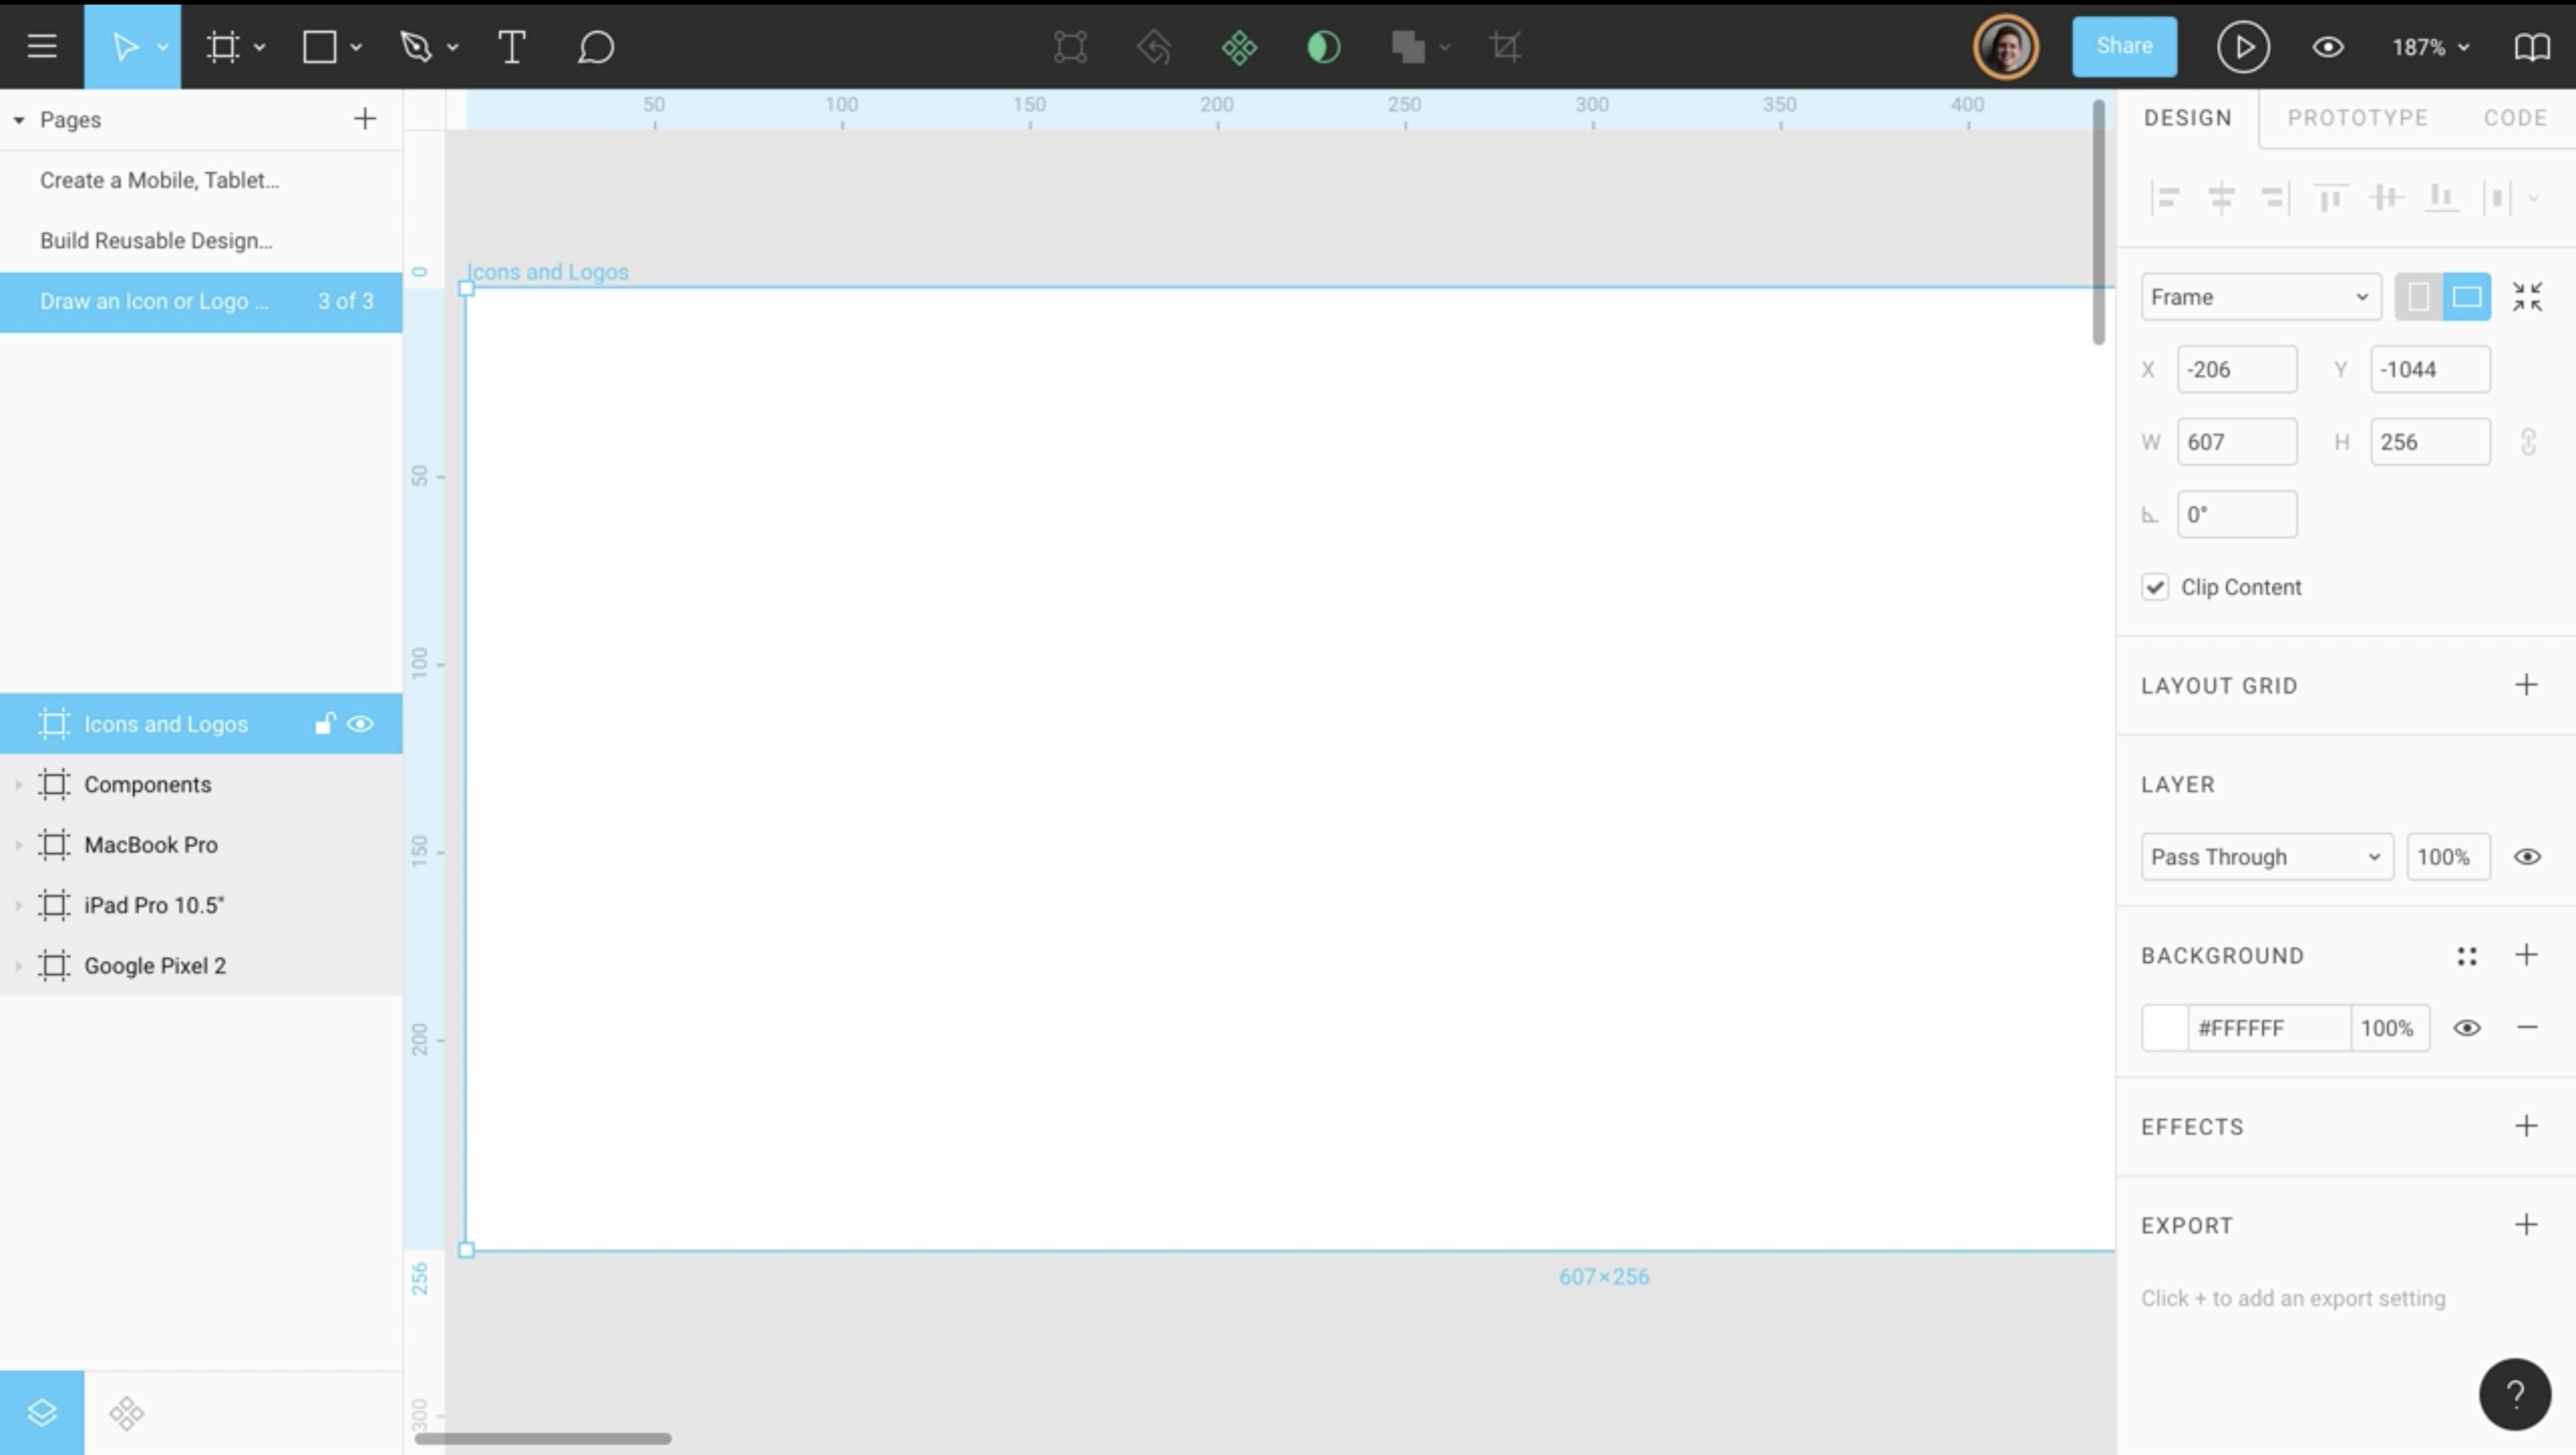 Share
187%
Pages
Create a Mobile, Tablet...
Build Reusable Design...
Draw an Icon or Logo ... 3 of 3
Icons and Logos
Components
MacBook Pro
iPad Pro 10.5"
Google Pixel 2
50 100 150 200 250 300 350 400
0
50
100
150
200
256
300
Icons and Logos
607×256
DESIGN PROTOTYPE CODE
Frame
X -206 Y -1044
W 607 H 256
0°
Clip Content
LAYOUT GRID
LAYER
Pass Through 100%
BACKGROUND
#FFFFFF 100%
EFFECTS
EXPORT
Click + to add an export setting
?